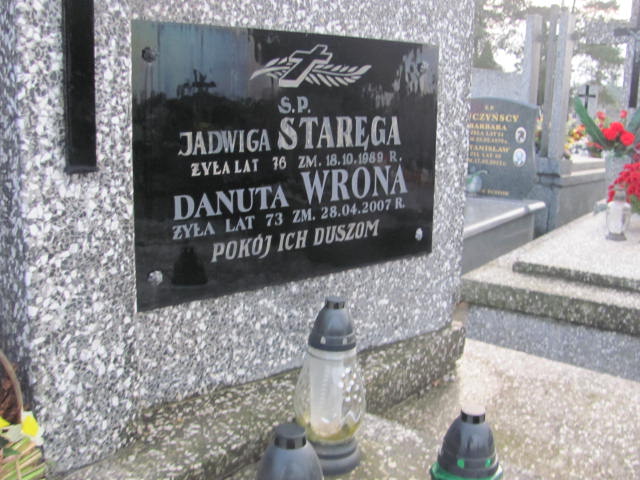 Ś.P.
JADWIGA STARĘGA
ŻYŁA LAT 76 ZM. 18.10.1989 R.
DANUTA WRONA
ŻYŁA LAT 73 ZM. 28.04.2007 R.
POKÓJ ICH DUSZOM
BARBARA